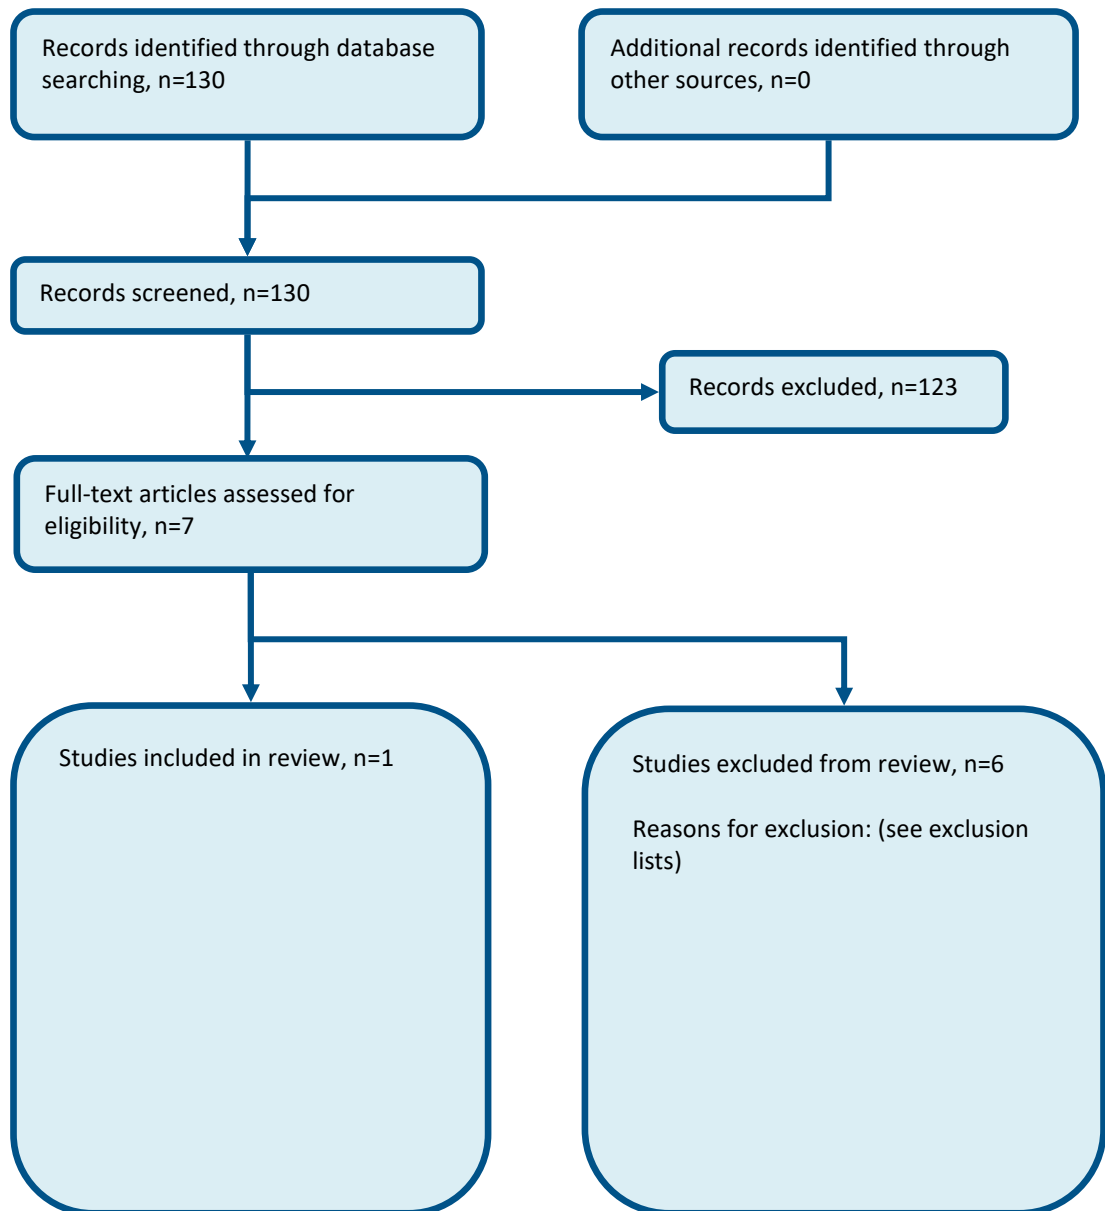 Records identified through database
searching, n=130
Additional records identified through
other sources, n=0
Records screened, n=130
Records excluded, n=123
Full-text articles assessed for
eligibility, n=7
Studies included in review, n=1
Studies excluded from review, n=6
Reasons for exclusion: (see exclusion
lists)